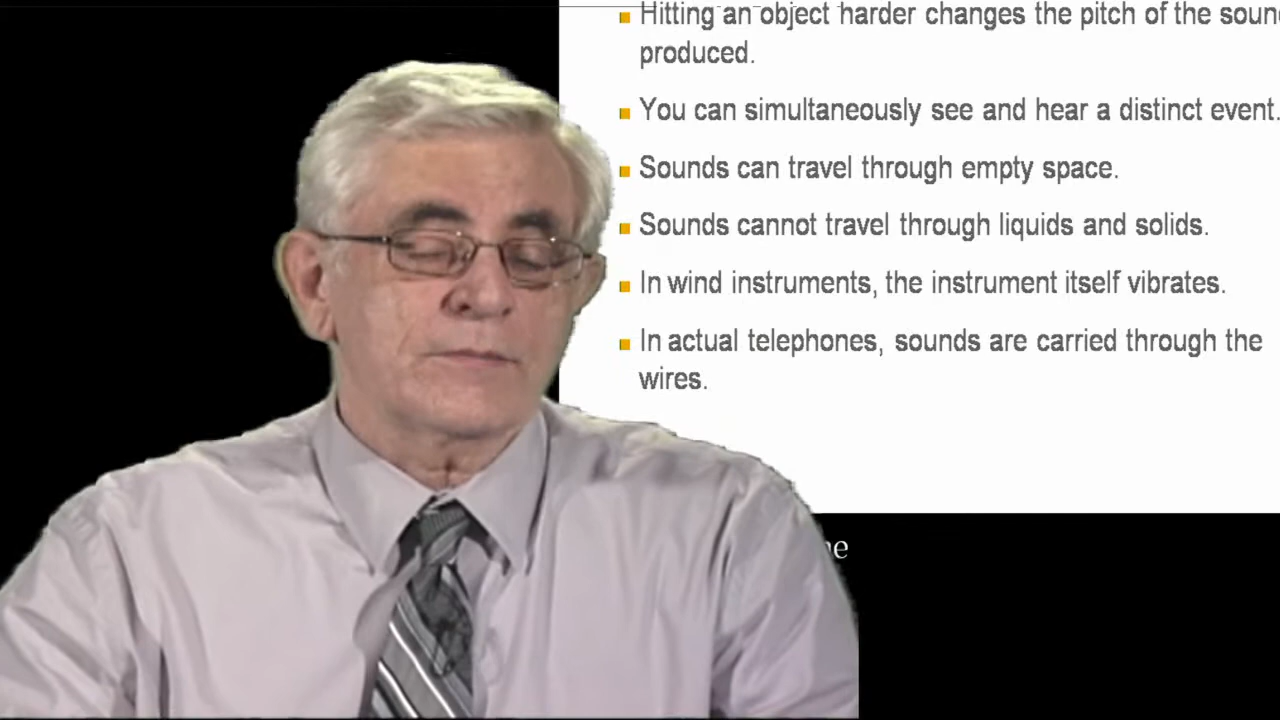 Hitting an object harder changes the pitch of the soun
produced.
You can simultaneously see and hear a distinct event.
Sounds can travel through empty space.
Sounds cannot travel through liquids and solids.
In wind instruments, the instrument itself vibrates.
In actual telephones, sounds are carried through the
wires.